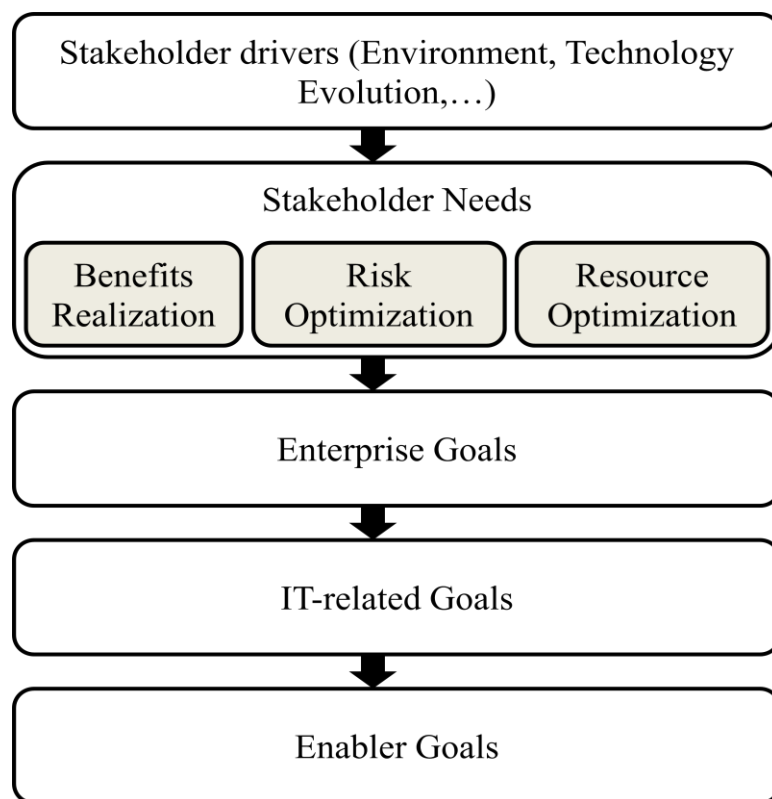 Stakeholder drivers (Environment, Technology
Evolution,...)
Stakeholder Needs
Benefits
Realization
Risk
Optimization
Resource
Optimization
Enterprise Goals
IT-related Goals
Enabler Goals